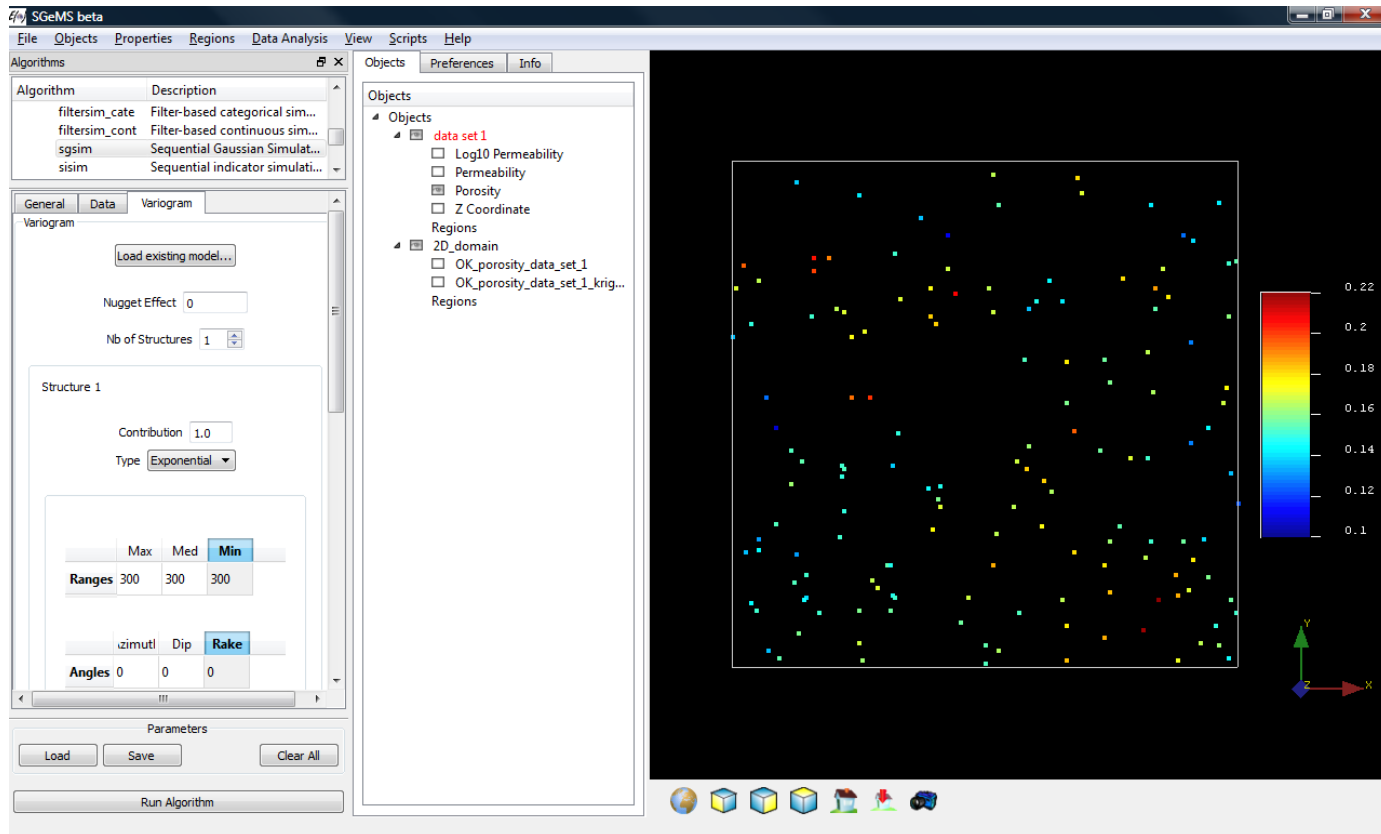 SGeMS beta
File Objects Properties Regions Data Analysis View Scripts Help
Algorithms
Algorithm Description
filtersim_cate Filter-based categorical sim...
filtersim_cont Filter-based continuous sim...
sgsim Sequential Gaussian Simulat...
sisim Sequential indicator simulati...
General Data Variogram
Variogram
Load existing model...
Nugget Effect 0
Nb of Structures 1
Structure 1
Contribution 1.0
Type Exponential
Max Med Min
Ranges 300 300 300
Dip Rake
Angles 0 0 0
Parameters
Load Save Clear All
Run Algorithm
Objects Preferences Info
Objects
Objects
data set 1
Log10 Permeability
Permeability
Porosity
Z Coordinate
Regions
2D_domain
OK_porosity_data_set_1
OK_porosity_data_set_1_krig...
Regions
0.22
0.2
0.18
0.16
0.14
0.12
0.1
Y
Z X